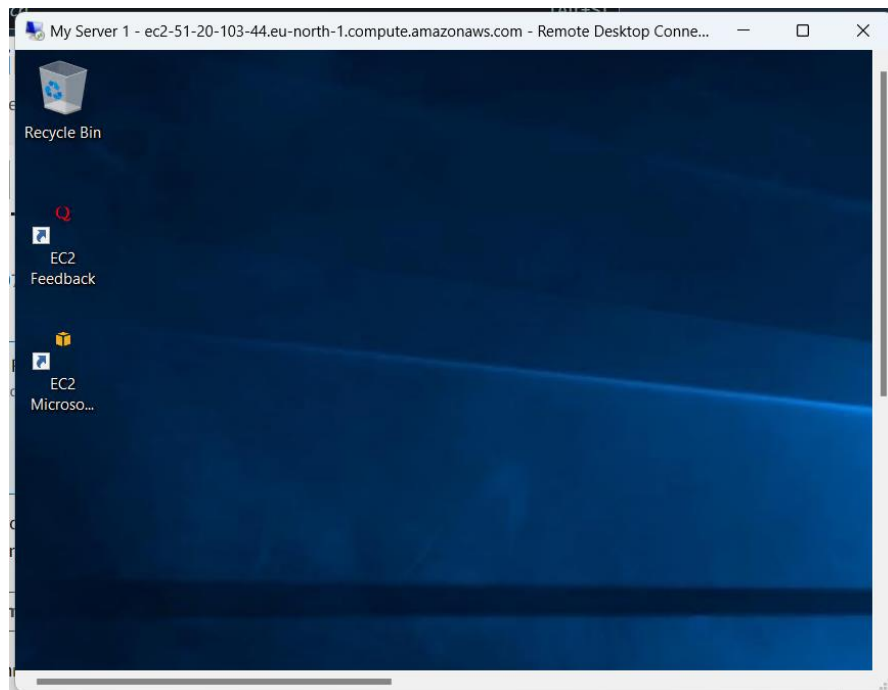 My Server 1 - ec2-51-20-103-44.eu-north-1.compute.amazonaws.com - Remote Desktop Conne...
Recycle Bin
Q
EC2
Feedback
EC2
Microso...